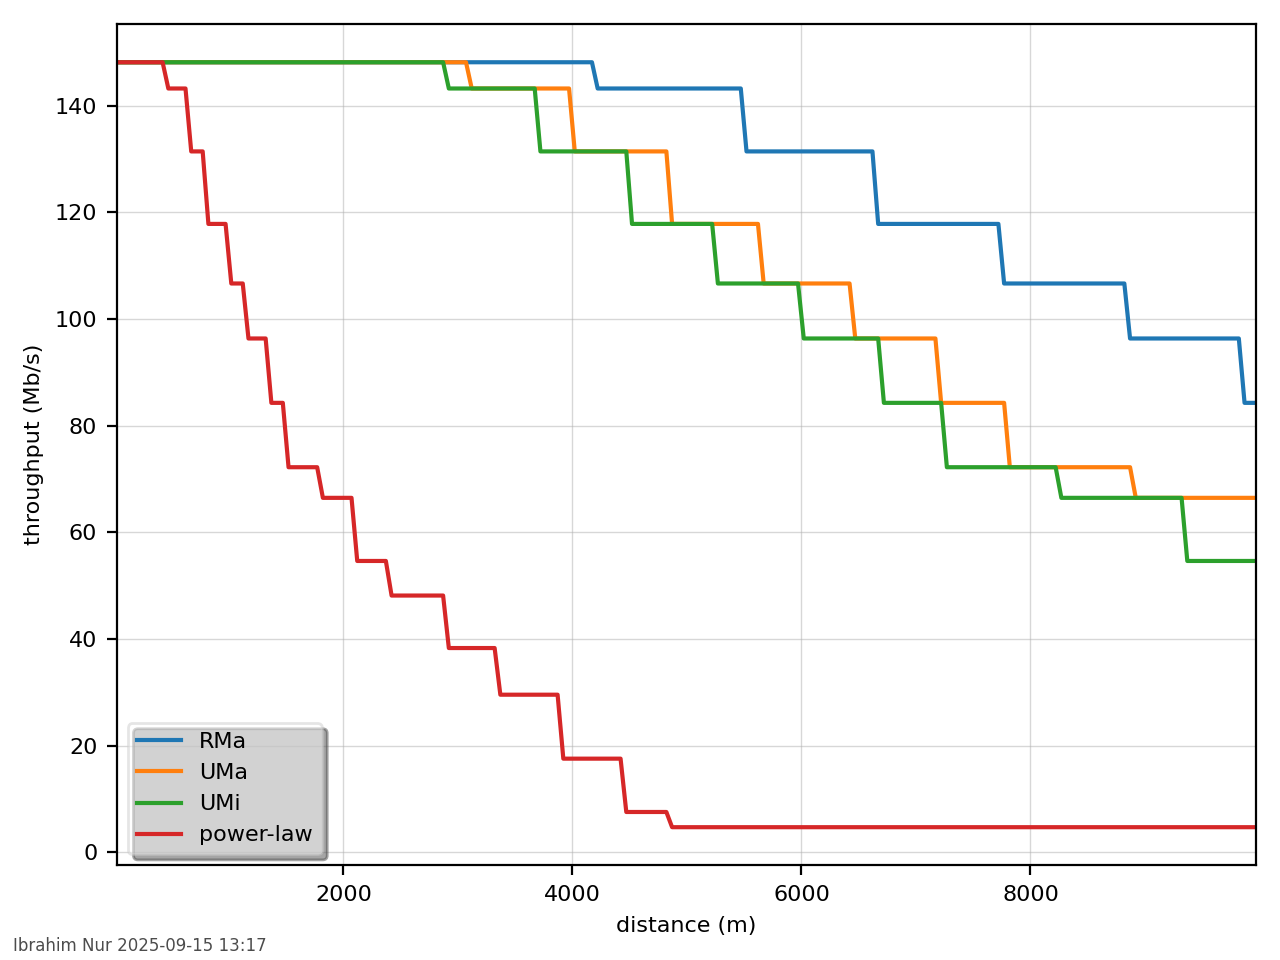 140
120
100
80
60
40
20
0
throughput (Mb/s)
RMa
UMa
UMi
power-law
2000 4000 6000 8000
distance (m)
Ibrahim Nur 2025-09-15 13:17